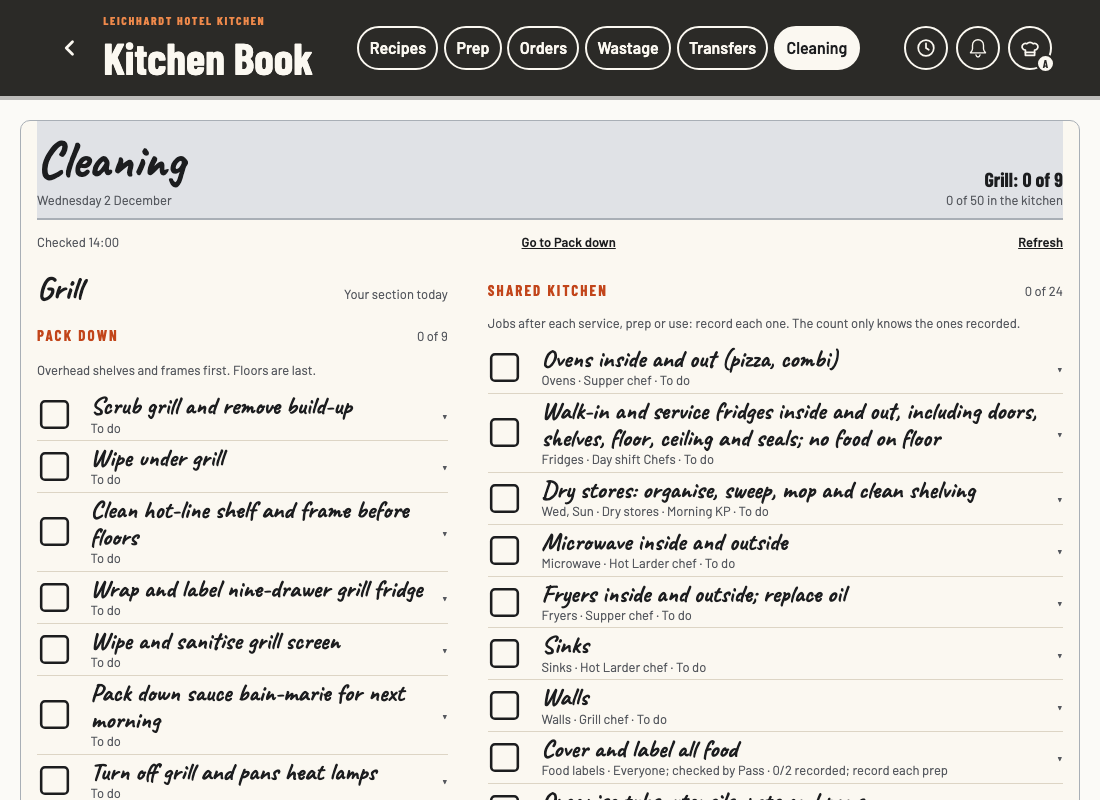 LEICHHARDT HOTEL KITCHEN
Kitchen Book
Recipes
Prep
Orders
Wastage
Transfers
Cleaning
A
Cleaning
Wednesday 2 December
Grill: 0 of 9
0 of 50 in the kitchen
Checked 14:00
Go to Pack down
Refresh
Grill
Your section today
PACK DOWN
0 of 9
Overhead shelves and frames first. Floors are last.
Scrub grill and remove build-up
To do
Wipe under grill
To do
Clean hot-line shelf and frame before
floors
To do
Wrap and label nine-drawer grill fridge
To do
Wipe and sanitise grill screen
To do
Pack down sauce bain-marie for next
morning
To do
Turn off grill and pans heat lamps
To do
SHARED KITCHEN
0 of 24
Jobs after each service, prep or use: record each one. The count only knows the ones recorded.
Ovens inside and out (pizza, combi)
Ovens · Supper chef · To do
Walk-in and service fridges inside and out, including doors,
shelves, floor, ceiling and seals; no food on floor
Fridges · Day shift Chefs · To do
Dry stores: organise, sweep, mop and clean shelving
Wed, Sun · Dry stores · Morning KP · To do
Microwave inside and outside
Microwave · Hot Larder chef · To do
Fryers inside and outside; replace oil
Fryers · Supper chef · To do
Sinks
Sinks · Hot Larder chef · To do
Walls
Walls · Grill chef · To do
Cover and label all food
Food labels · Everyone; checked by Pass · 0/2 recorded; record each prep